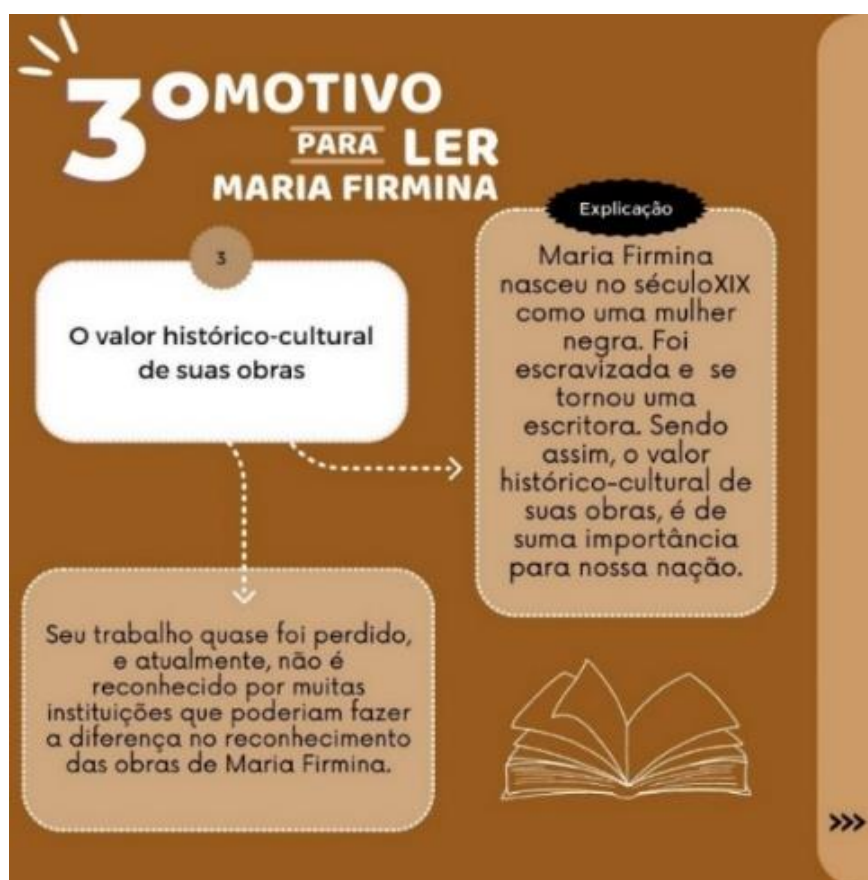 3º MOTIVO
PARA LER
MARIA FIRMINA
3
O valor histórico-cultural
de suas obras
Explicação
Maria Firmina
nasceu no séculoXIX
como uma mulher
negra. Foi
escravizada e se
tornou uma
escritora. Sendo
assim, o valor
histórico-cultural de
suas obras, é de
suma importância
para nossa nação.
Seu trabalho quase foi perdido,
e atualmente, não é
reconhecido por muitas
instituições que poderiam fazer
a diferença no reconhecimento
das obras de Maria Firmina.